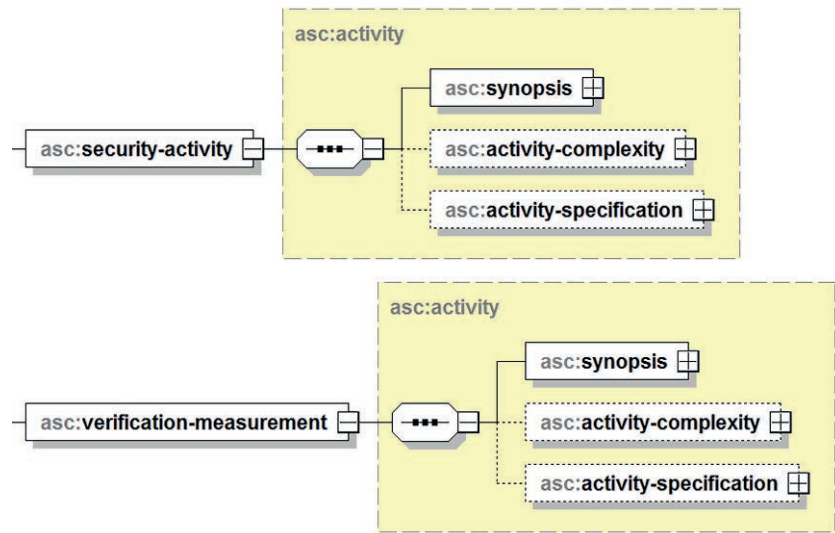 asc:activity
asc:synopsis
asc:security-activity
asc:activity-complexity
asc:activity-specification
asc:activity
asc:synopsis
asc:verification-measurement
asc:activity-complexity
asc:activity-specification